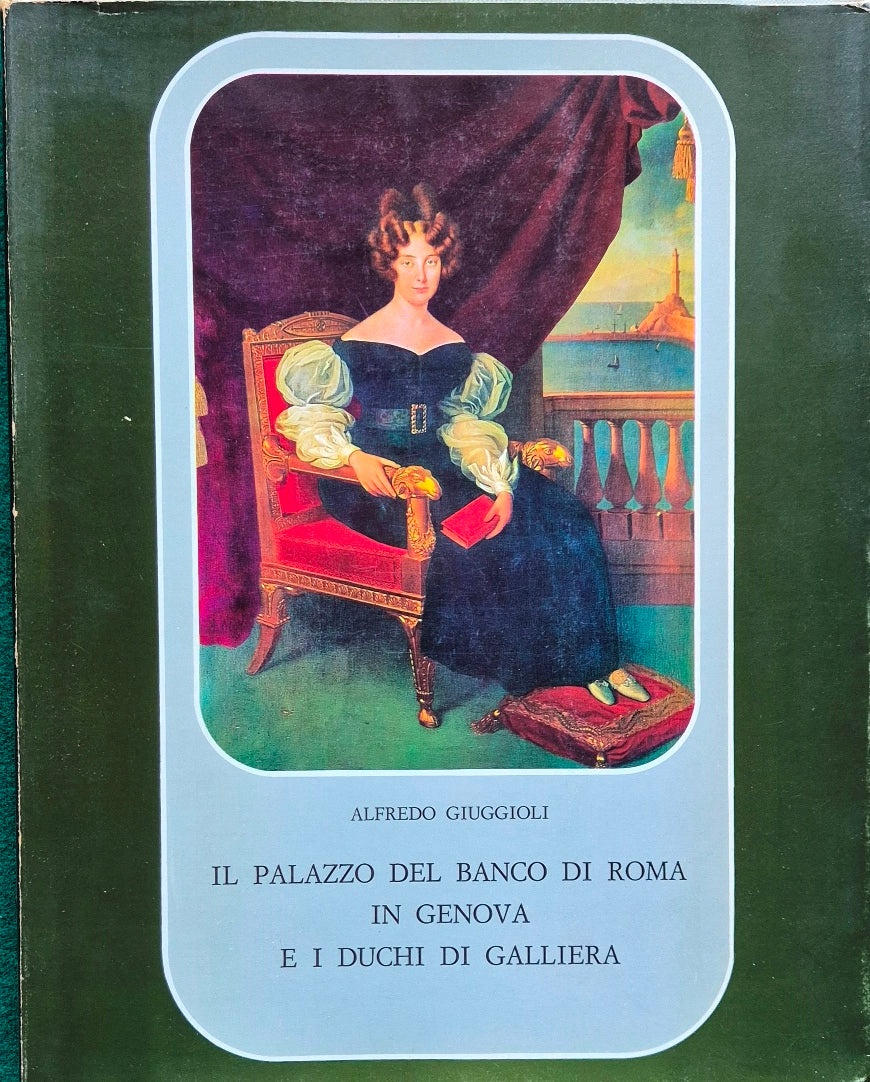 ALFREDO GIUGGIOLI
IL PALAZZO DEL BANCO DI ROMA
IN GENOVA
E I DUCHI DI GALLIERA